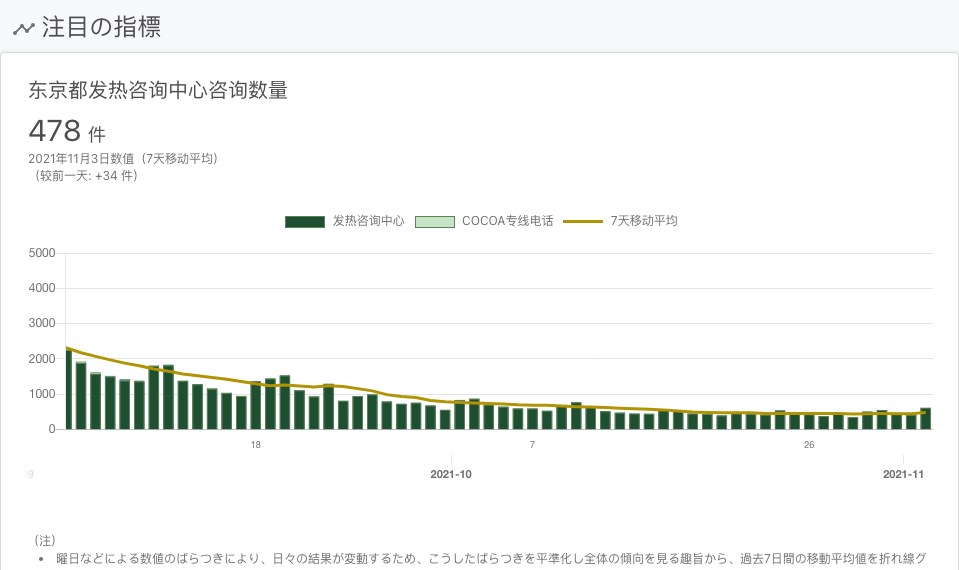 注目の指標
东京都发热咨询中心咨询数量
478 件
2021年11月3日数值（7天移动平均）
（较前一天: +34 件）
发热咨询中心 COCOA专线电话 7天移动平均
5000
4000
3000
2000
1000
0
18 7 26
9 2021-10 2021-11
（注）
• 曜日などによる数値のばらつきにより、日々の結果が変動するため、こうしたばらつきを平準化し全体の傾向を見る趣旨から、過去7日間の移動平均値を折れ線グ